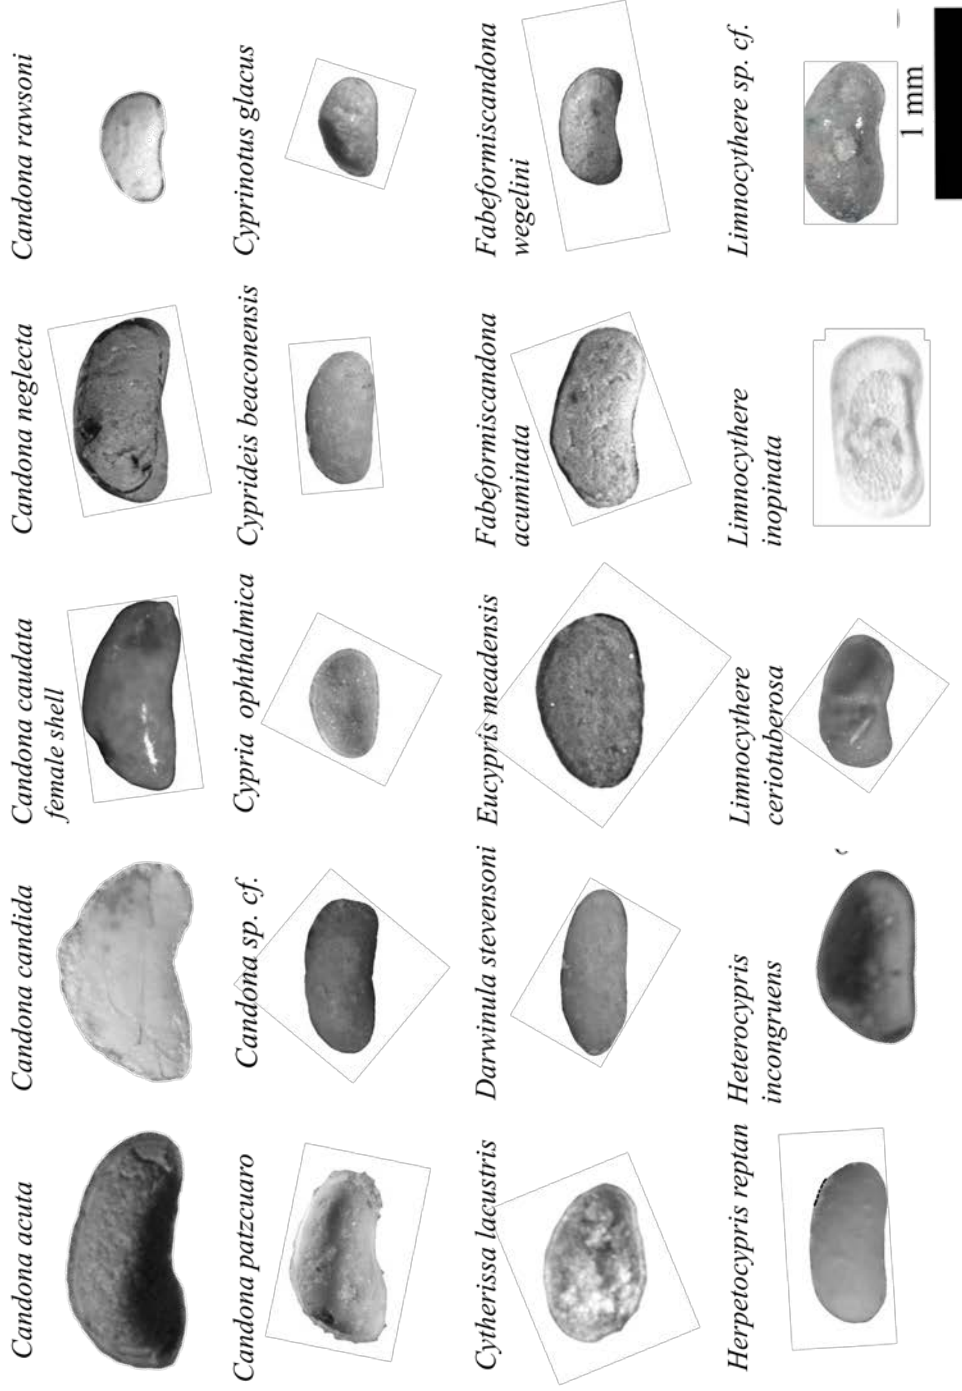 Candona acuta
Candona candida
Candona caudata
female shell
Candona neglecta
Candona rawsoni
Candona patzcuaro
Candona sp. cf.
Cypria ophthalmica
Cyprideis beaconensis
Cyprinotus glacus
Cytherissa lacustris
Darwinula stevensoni
Eucypris meadensis
Fabeformiscandona
acuminata
Fabeformiscandona
wegelini
Herpetocypris reptan
Heterocypris
incongruens
Limnocythere
ceriotuberosa
Limnocythere
inopinata
Limnocythere sp. cf.
1 mm